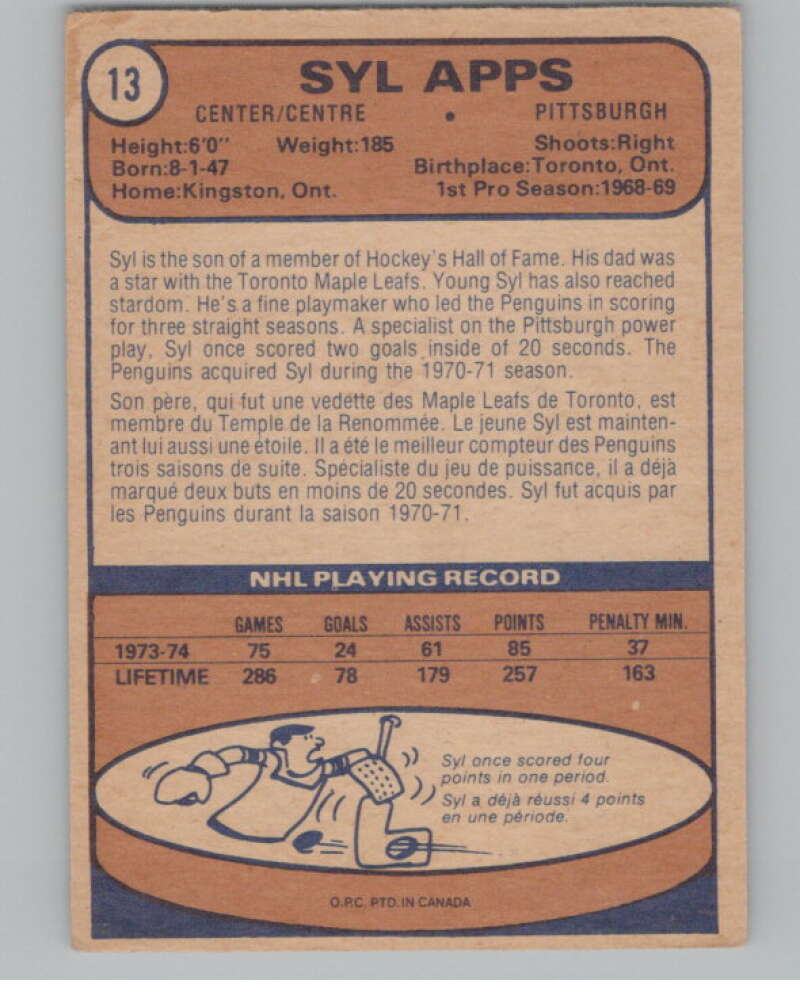 13
SYL APPS
CENTER/CENTRE • PITTSBURGH
Height:6'0" Weight:185 Shoots:Right
Born:8-1-47 Birthplace:Toronto, Ont.
Home:Kingston, Ont. 1st Pro Season:1968-69
Syl is the son of a member of Hockey's Hall of Fame. His dad was
a star with the Toronto Maple Leafs. Young Syl has also reached
stardom. He's a fine playmaker who led the Penguins in scoring
for three straight seasons. A specialist on the Pittsburgh power
play, Syl once scored two goals inside of 20 seconds. The
Penguins acquired Syl during the 1970-71 season.
Son père, qui fut une vedette des Maple Leafs de Toronto, est
membre du Temple de la Renommée. Le jeune Syl est mainten-
ant lui aussi une étoile. Il a été le meilleur compteur des Penguins
trois saisons de suite. Spécialiste du jeu de puissance, il a déjà
marqué deux buts en moins de 20 secondes. Syl fut acquis par
les Penguins durant la saison 1970-71.
NHL PLAYING RECORD
GAMES GOALS ASSISTS POINTS PENALTY MIN.
1973-74 75 24 61 85 37
LIFETIME 286 78 179 257 163
Syl once scored four
points in one period.
Syl a déjà réussi 4 points
en une période.
O.P.C. PTD. IN CANADA